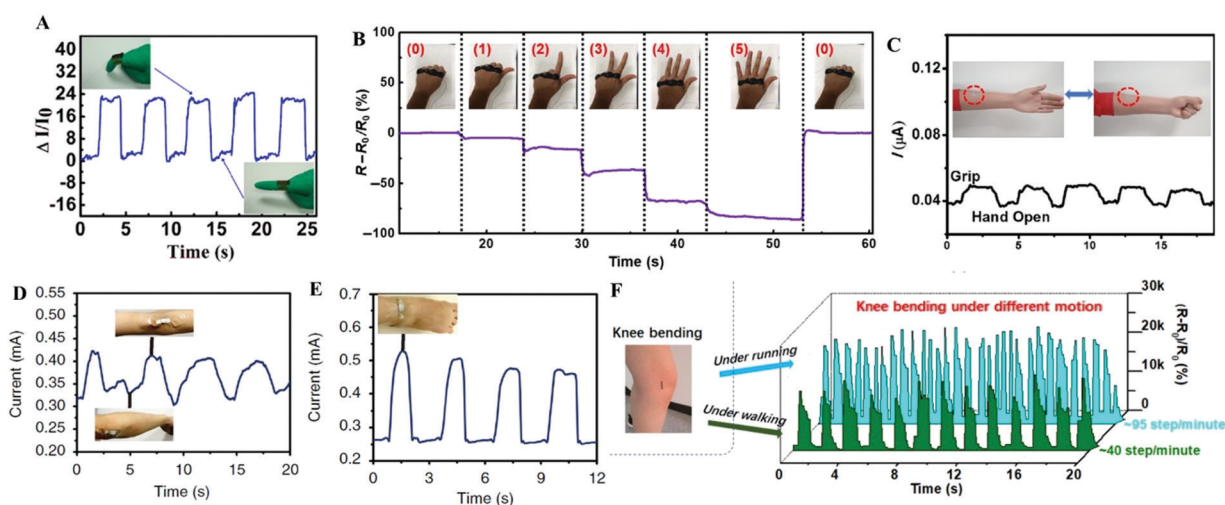 A
40
32
24
16
8
0
-8
-16
Δ I/I0
0 5 10 15 20 25
Time (s)
B
100
50
0
−50
−100
R−R0/R0 (%)
(0) (1) (2) (3) (4) (5) (0)
20 30 40 50 60
Time (s)
C
0.12
0.08
0.04
I (µA)
Grip
Hand Open
0 5 10 15
Time (s)
D
0.55
0.50
0.45
0.40
0.35
0.30
0.25
0.20
Current (mA)
0 5 10 15 20
Time (s)
E
0.7
0.6
0.5
0.4
0.3
0.2
Current (mA)
0 2 4 6 8 10 12
Time (s)
F
Knee bending
Under running
Under walking
Knee bending under different motion
30k
20k
10k
0
(R-R0)/R0 (%)
~95 step/minute
~40 step/minute
0 4 8 12 16 20
Time (s)